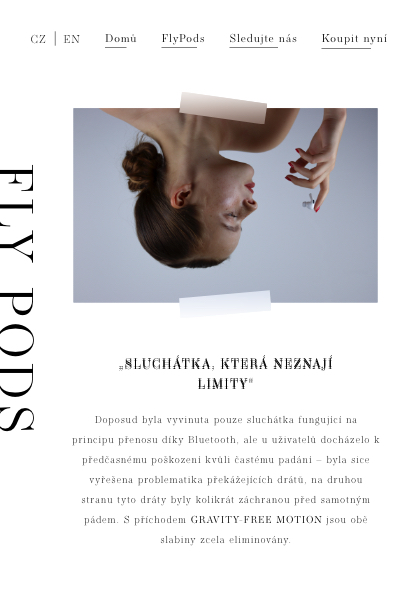 CZ | EN Domů FlyPods Sledujte nás Koupit nyní
FLY PODS
„SLUCHÁTKA, KTERÁ NEZNAJÍ
LIMITY"
Doposud byla vyvinuta pouze sluchátka fungující na
principu přenosu díky Bluetooth, ale u uživatelů docházelo k
předčasnému poškození kvůli častému padání – byla sice
vyřešena problematika překážejících drátů, na druhou
stranu tyto dráty byly kolikrát záchranou před samotným
pádem. S příchodem GRAVITY-FREE MOTION jsou obě
slabiny zcela eliminovány.